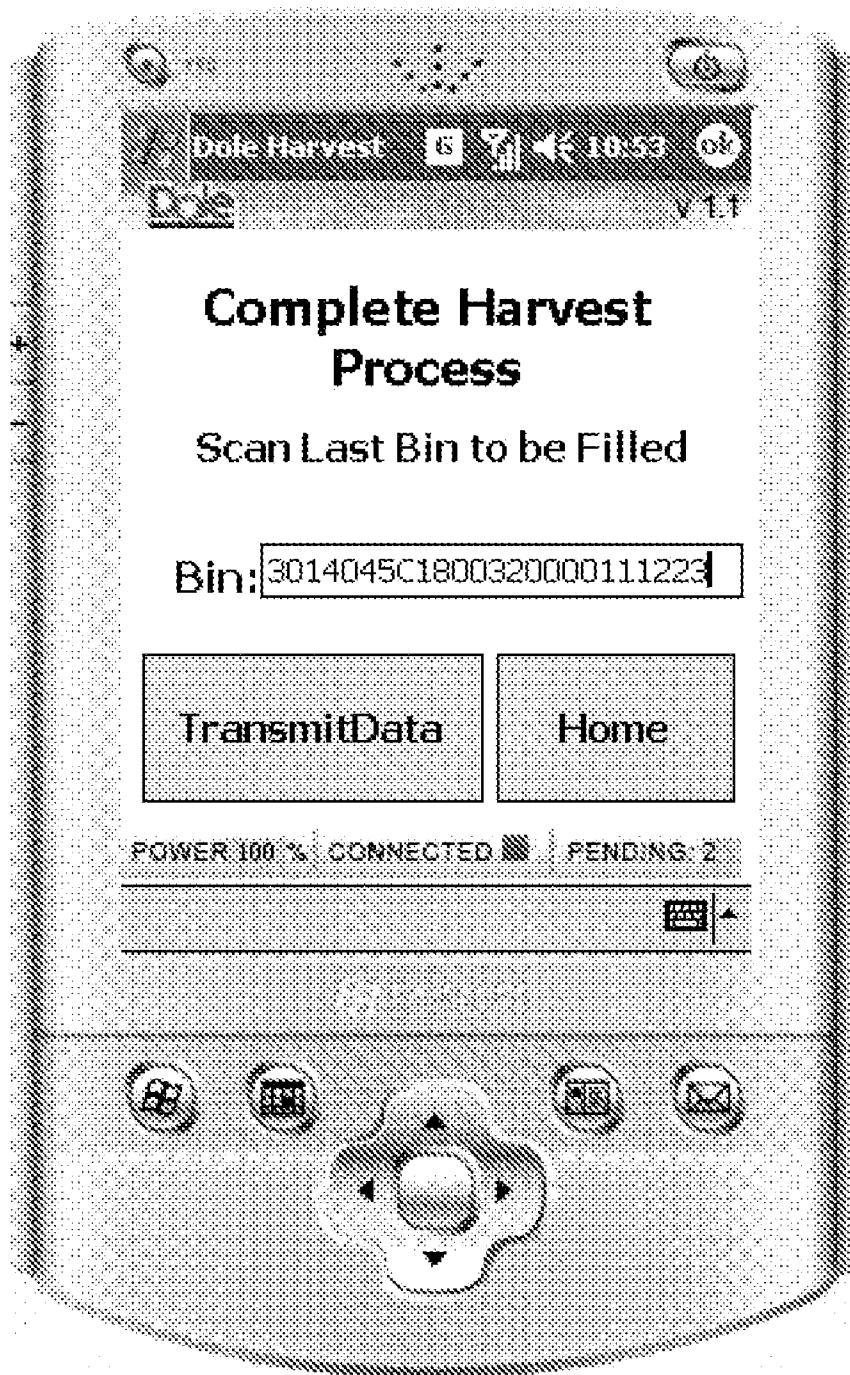 Dole Harvest 10:53 ok
Dole v 1.1
Complete Harvest
Process
Scan Last Bin to be Filled
Bin: 3014045C1800320000111223
TransmitData Home
POWER 100 % CONNECTED PENDING: 2